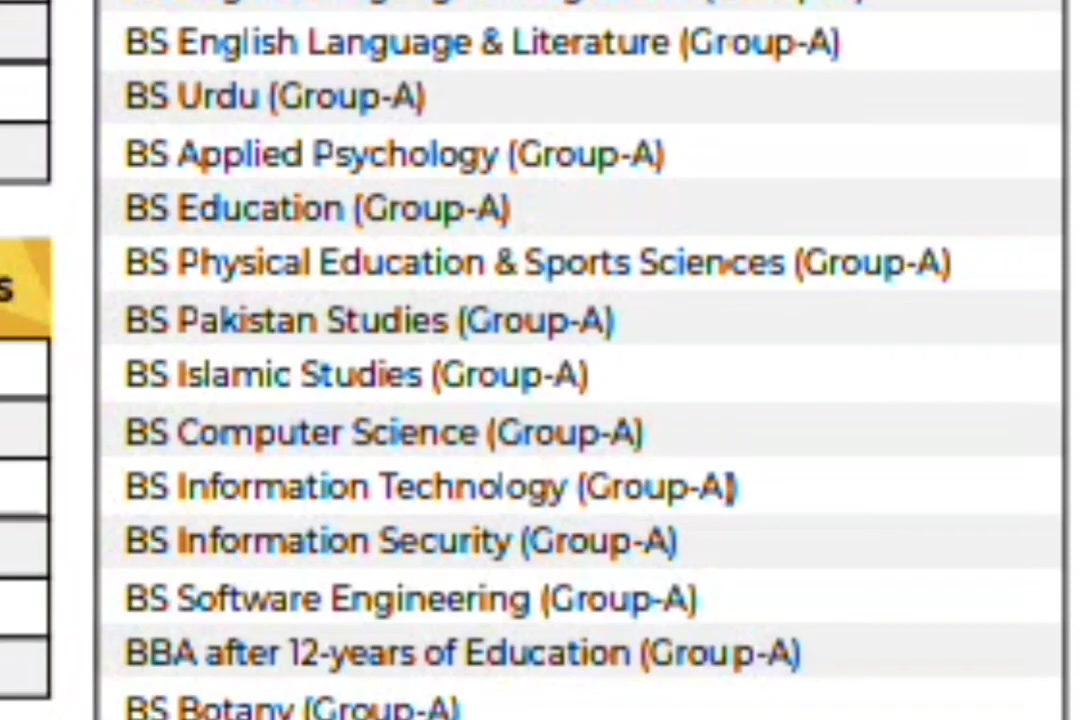 BS English Language & Literature (Group-A)
BS Urdu (Group-A)
BS Applied Psychology (Group-A)
BS Education (Group-A)
s
BS Physical Education & Sports Sciences (Group-A)
BS Pakistan Studies (Group-A)
BS Islamic Studies (Group-A)
BS Computer Science (Group-A)
BS Information Technology (Group-A)
BS Information Security (Group-A)
BS Software Engineering (Group-A)
BBA after 12-years of Education (Group-A)
BS Botany (Group-A)